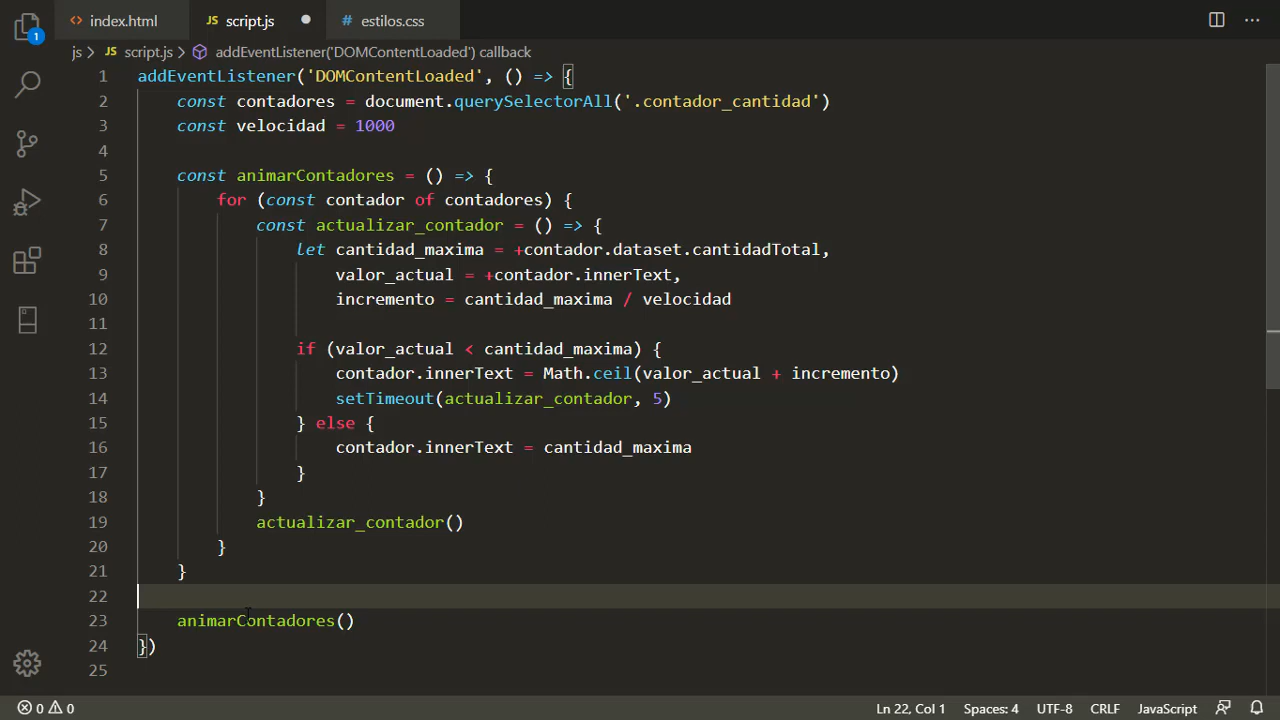 index.html
JS script.js
# estilos.css
1
js > JS script.js > addEventListener('DOMContentLoaded') callback
1 addEventListener('DOMContentLoaded', () => {
2 const contadores = document.querySelectorAll('.contador_cantidad')
3 const velocidad = 1000
4
5 const animarContadores = () => {
6 for (const contador of contadores) {
7 const actualizar_contador = () => {
8 let cantidad_maxima = +contador.dataset.cantidadTotal,
9 valor_actual = +contador.innerText,
10 incremento = cantidad_maxima / velocidad
11
12 if (valor_actual < cantidad_maxima) {
13 contador.innerText = Math.ceil(valor_actual + incremento)
14 setTimeout(actualizar_contador, 5)
15 } else {
16 contador.innerText = cantidad_maxima
17 }
18 }
19 actualizar_contador()
20 }
21 }
22
23 animarContadores()
24 })
25
0 0 Ln 22, Col 1 Spaces: 4 UTF-8 CRLF JavaScript